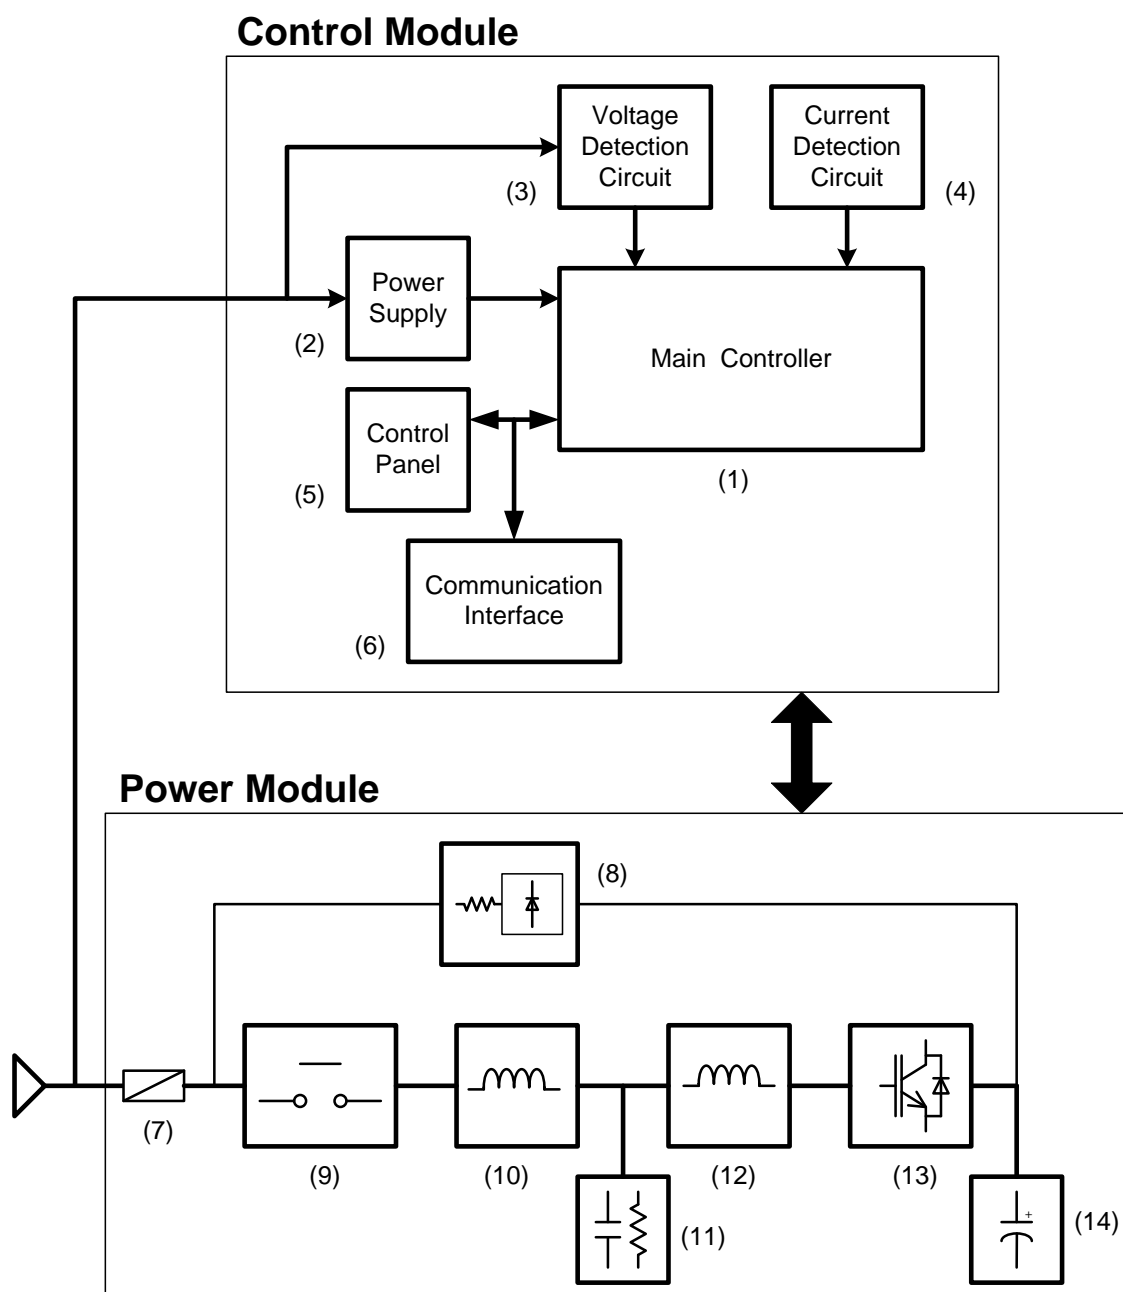 Control Module
Voltage
Detection
Circuit
(3)
Current
Detection
Circuit
(4)
Power
Supply
(2)
Main Controller
(1)
Control
Panel
(5)
Communication
Interface
(6)
Power Module
(8)
(7)
(9)
(10)
(11)
(12)
(13)
+
(14)